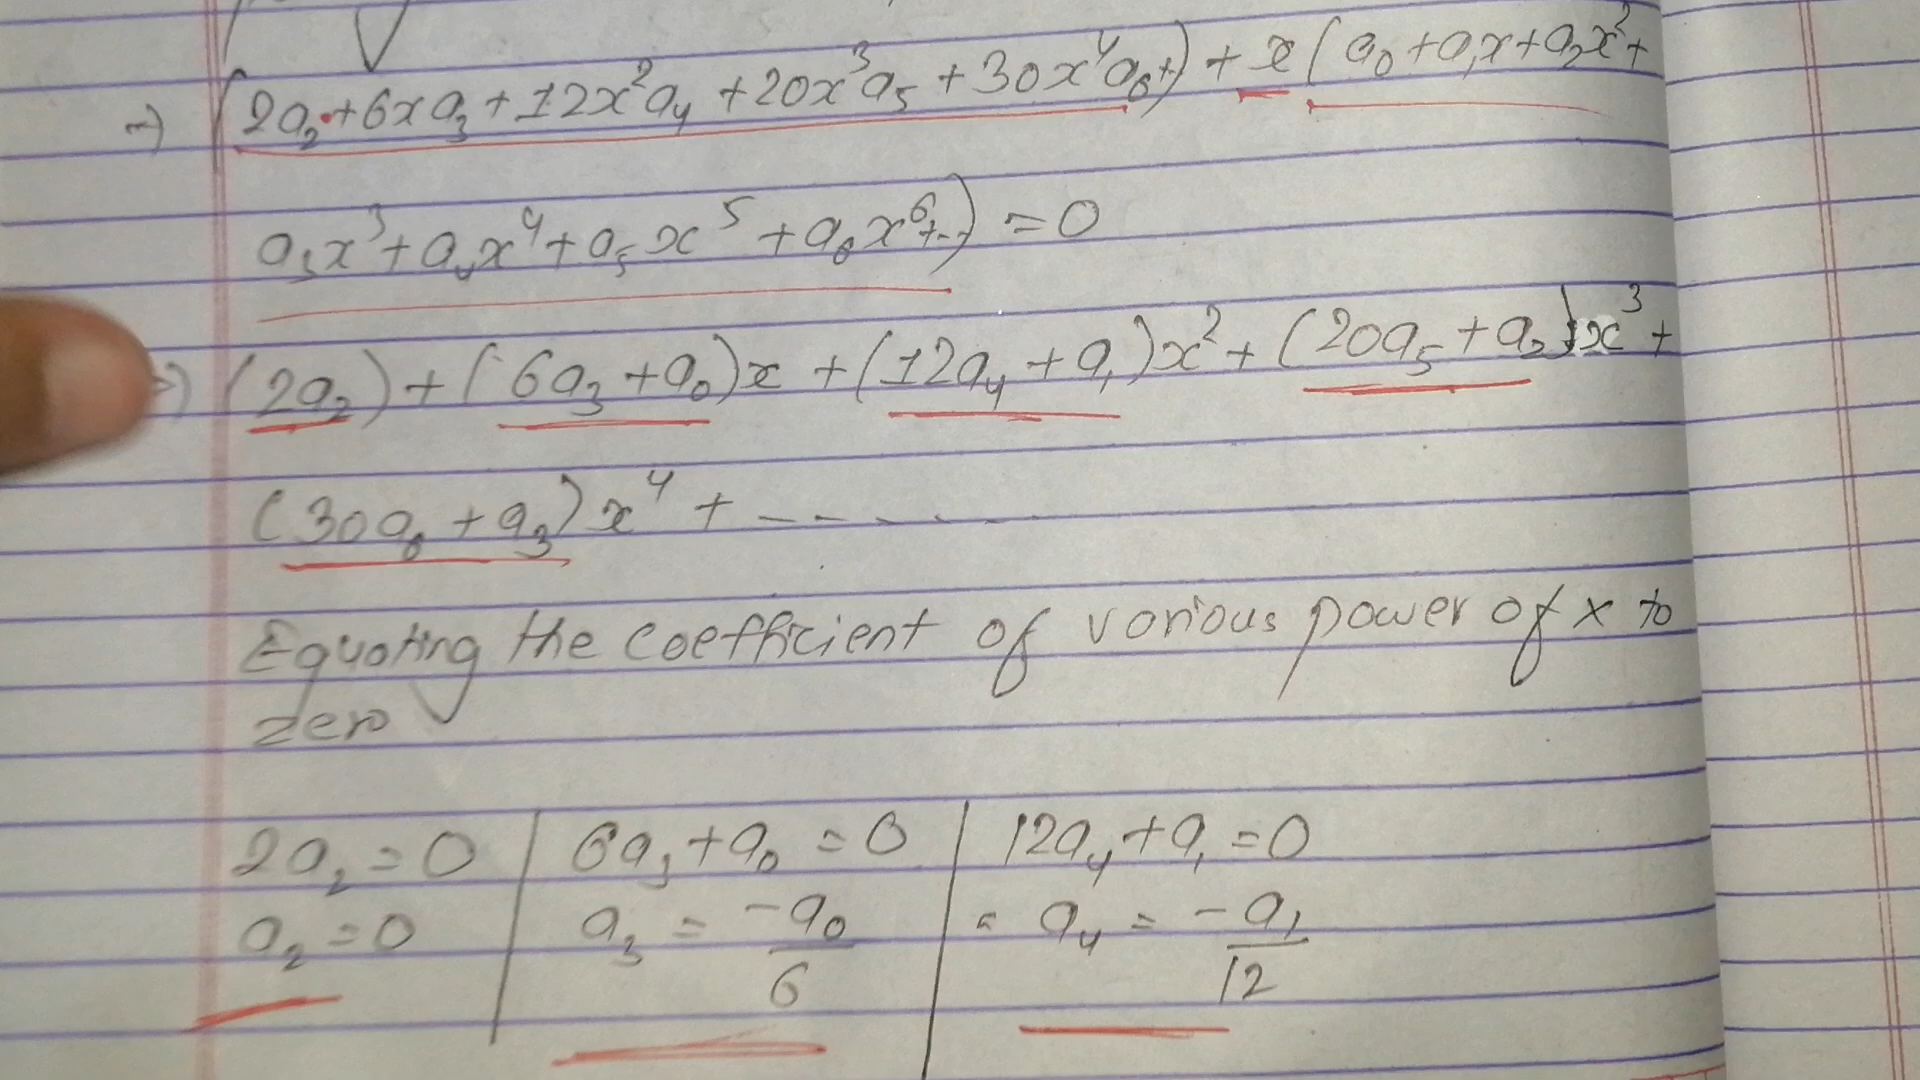 ⇒ (2a₂+6xa₃+12x²a₄+20x³a₅+30x⁴a₆+) + x(a₀+a₁x+a₂x²+
a₃x³+a₄x⁴+a₅x⁵+a₆x⁶+--) = 0
⇒ (2a₂)+(6a₃+a₀)x+(12a₄+a₁)x²+(20a₅+a₂)x³+
(30a₆+a₃)x⁴+------
Equating the coefficient of various power of x to
zero
2a₂=0 | 6a₃+a₀=0 | 12a₄+a₁=0
a₂=0 | a₃ = -a₀/6 | = a₄ = -a₁/12